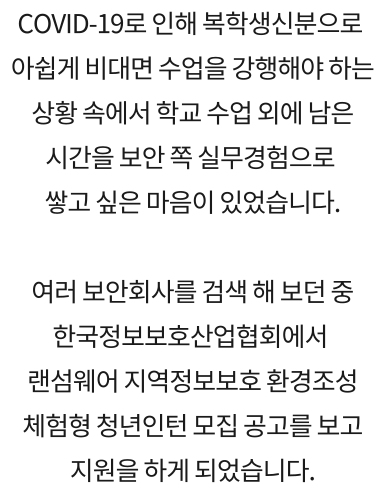 COVID-19로 인해 복학생신분으로
아쉽게 비대면 수업을 강행해야 하는
상황 속에서 학교 수업 외에 남은
시간을 보안 쪽 실무경험으로
쌓고 싶은 마음이 있었습니다.
여러 보안회사를 검색 해 보던 중
한국정보보호산업협회에서
랜섬웨어 지역정보보호 환경조성
체험형 청년인턴 모집 공고를 보고
지원을 하게 되었습니다.